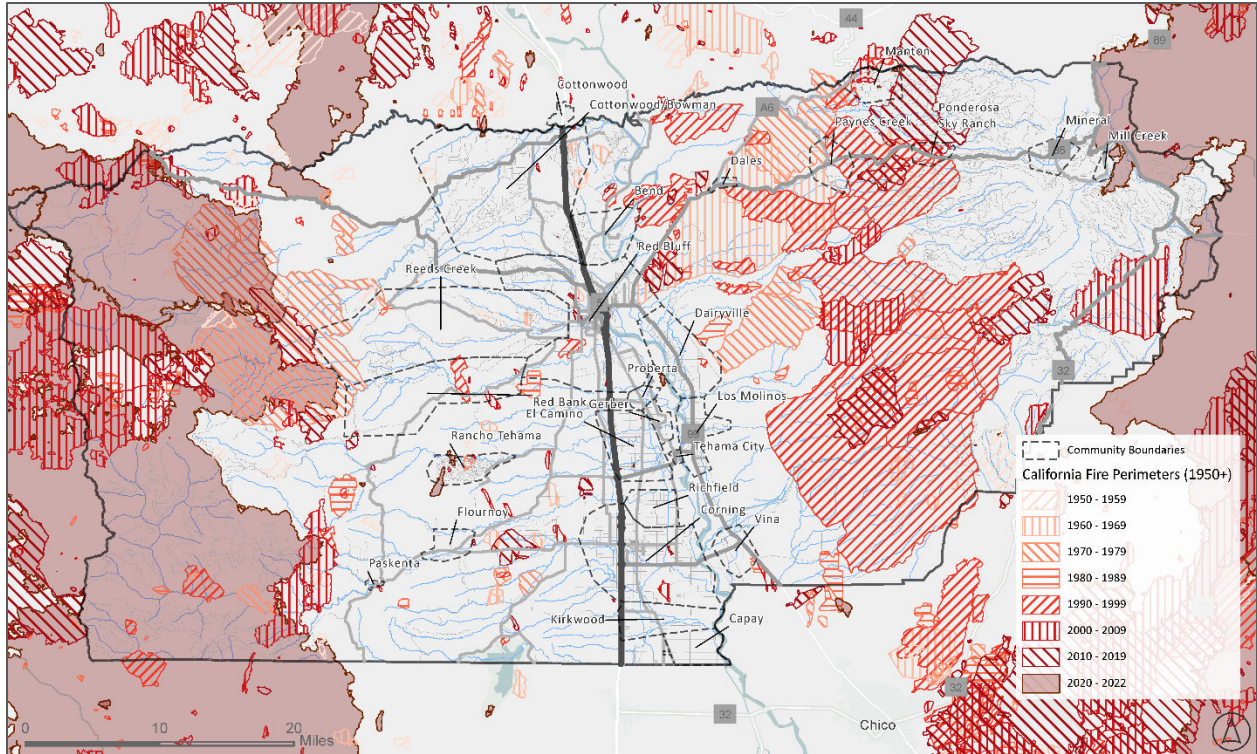 44
89
Manton
Cottonwood
Cottonwood/Bowman
A6
Ponderosa
Sky Ranch
Paynes Creek
Mineral
Mill Creek
Dales
Bend
Red Bluff
Reeds Creek
Dairyville
Proberta
32
Los Molinos
Red Bank
Gerber
El Camino
99
Rancho Tehama
Tehama City
Richfield
Flournoy
Corning
Vina
Paskenta
Kirkwood
Capay
32
32
Chico
Community Boundaries
California Fire Perimeters (1950+)
1950 - 1959
1960 - 1969
1970 - 1979
1980 - 1989
1990 - 1999
2000 - 2009
2010 - 2019
2020 - 2022
0 10 20
Miles